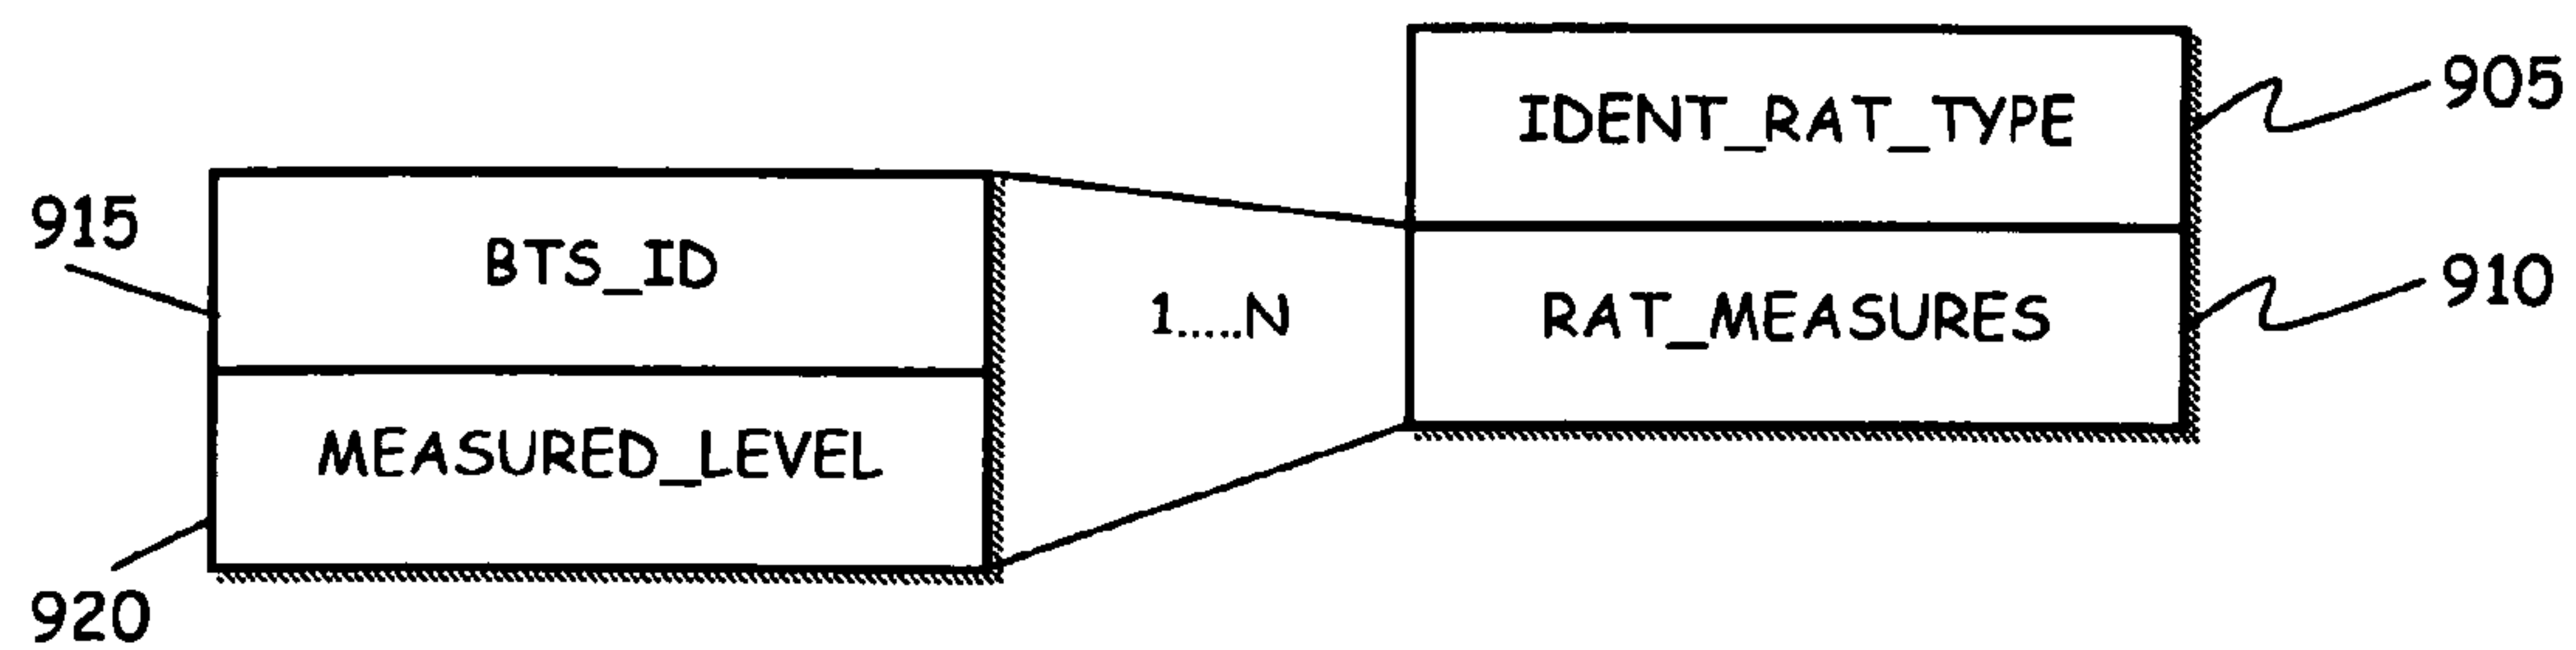 IDENT_RAT_TYPE
905
915
BTS_ID
1.....N
RAT_MEASURES
910
MEASURED_LEVEL
920